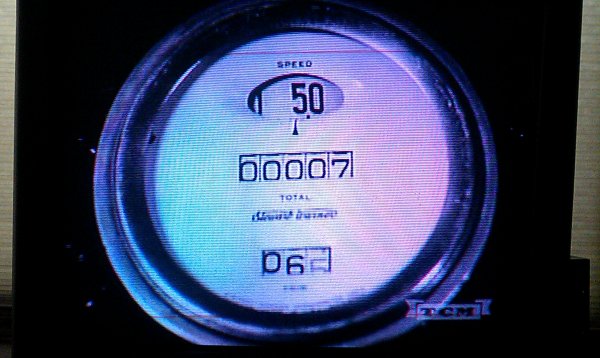 SPEED
50
00007
TOTAL
Stewart Warner
06
TCM